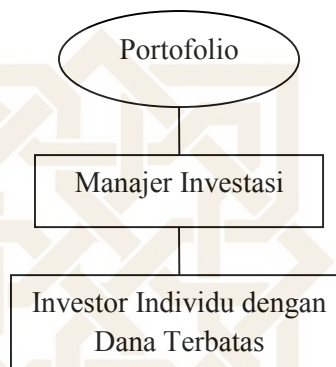 Portofolio
Manajer Investasi
Investor Individu dengan
Dana Terbatas